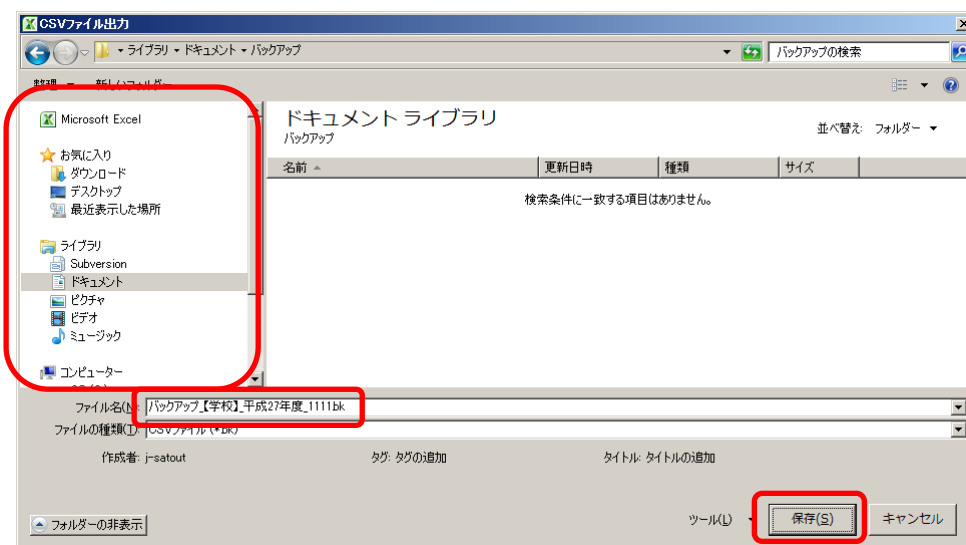 CSVファイル出力
ライブラリ ドキュメント バックアップ
バックアップの検索
整理 新しいフォルダー
Microsoft Excel
お気に入り
ダウンロード
デスクトップ
最近表示した場所
ライブラリ
Subversion
ドキュメント
ピクチャ
ビデオ
ミュージック
コンピューター
ドキュメント ライブラリ
バックアップ
並べ替え: フォルダー
名前 更新日時 種類 サイズ
検索条件に一致する項目はありません。
ファイル名(N): バックアップ_【学校】_平成27年度_1111bk
ファイルの種類(T): CSVファイル (*bk)
作成者: j-satout タグ: タグの追加 タイトル: タイトルの追加
フォルダーの非表示 ツール(L) 保存(S) キャンセル